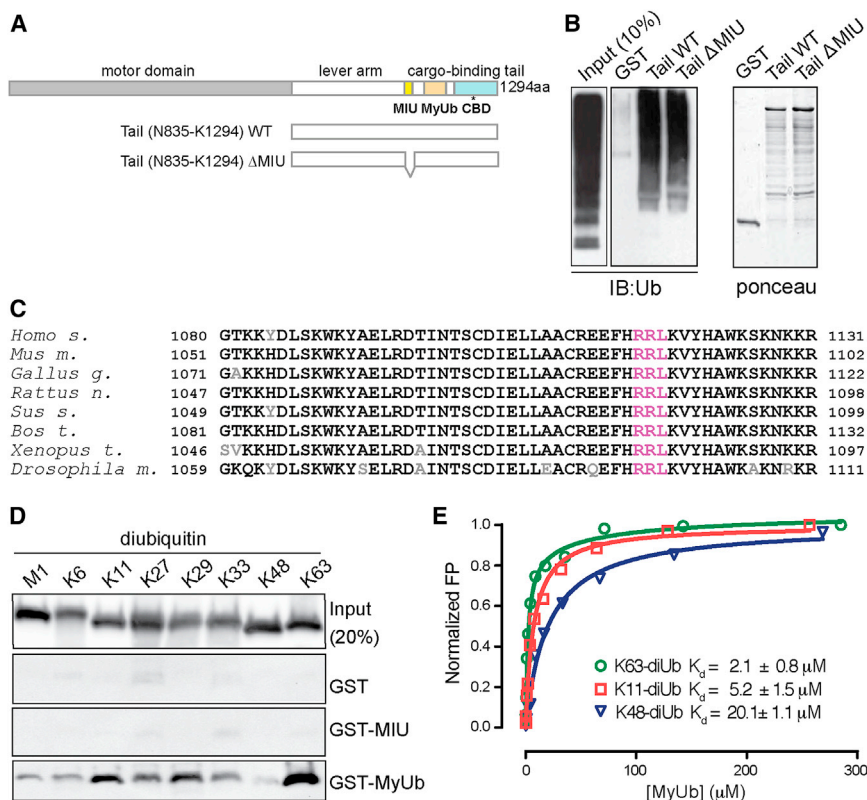 A
motor domain
lever arm
cargo-binding tail
1294aa
*
MIU MyUb CBD
Tail (N835-K1294) WT
Tail (N835-K1294) ΔMIU
B
Input (10%)
GST
Tail WT
Tail ΔMIU
GST
Tail WT
Tail ΔMIU
IB:Ub
ponceau
C
Homo s. 1080 GTKKYDLSKWKYAELRDTINTSCDIELLAACREEFHRRLKVYHAWKSKNKKR 1131
Mus m. 1051 GTKKHDLSKWKYAELRDTINTSCDIELLAACREEFHRRLKVYHAWKSKNKKR 1102
Gallus g. 1071 GAKKHDLSKWKYAELRDTINTSCDIELLAACREEFHRRLKVYHAWKSKNKKR 1122
Rattus n. 1047 GTKKHDLSKWKYAELRDTINTSCDIELLAACREEFHRRLKVYHAWKSKNKKR 1098
Sus s. 1049 GTKKYDLSKWKYAELRDTINTSCDIELLAACREEFHRRLKVYHAWKSKNKKR 1099
Bos t. 1081 GTKKHDLSKWKYAELRDTINTSCDIELLAACREEFHRRLKVYHAWKSKNKKR 1132
Xenopus t. 1046 SVKKHDLSKWKYAELRDAINTSCDIELLAACREEFHRRLKVYHAWKSKNKKR 1097
Drosophila m. 1059 GKQKYDLSKWKYSELRDAINTSCDIELLEACRQEFHRRLKVYHAWKAKNRKR 1111
D
diubiquitin
M1 K6 K11 K27 K29 K33 K48 K63
Input
(20%)
GST
GST-MIU
GST-MyUb
E
Normalized FP
1.0
0.8
0.6
0.4
0.2
0.0
K63-diUb Kd = 2.1 ± 0.8 μM
K11-diUb Kd = 5.2 ± 1.5 μM
K48-diUb Kd = 20.1± 1.1 μM
0 100 200 300
[MyUb] (μM)